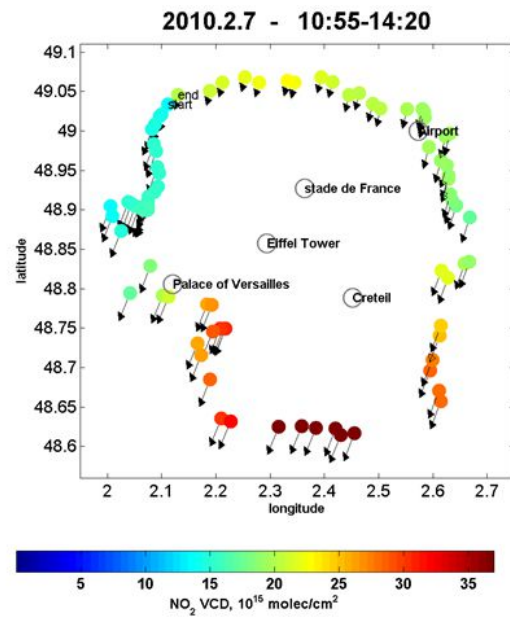 2010.2.7 - 10:55-14:20
49.1
49.05
49
48.95
48.9
48.85
48.8
48.75
48.7
48.65
48.6
latitude
end
start
Airport
stade de France
Eiffel Tower
Palace of Versailles
Creteil
2 2.1 2.2 2.3 2.4 2.5 2.6 2.7
longitude
5 10 15 20 25 30 35
NO₂ VCD, 10¹⁵ molec/cm²